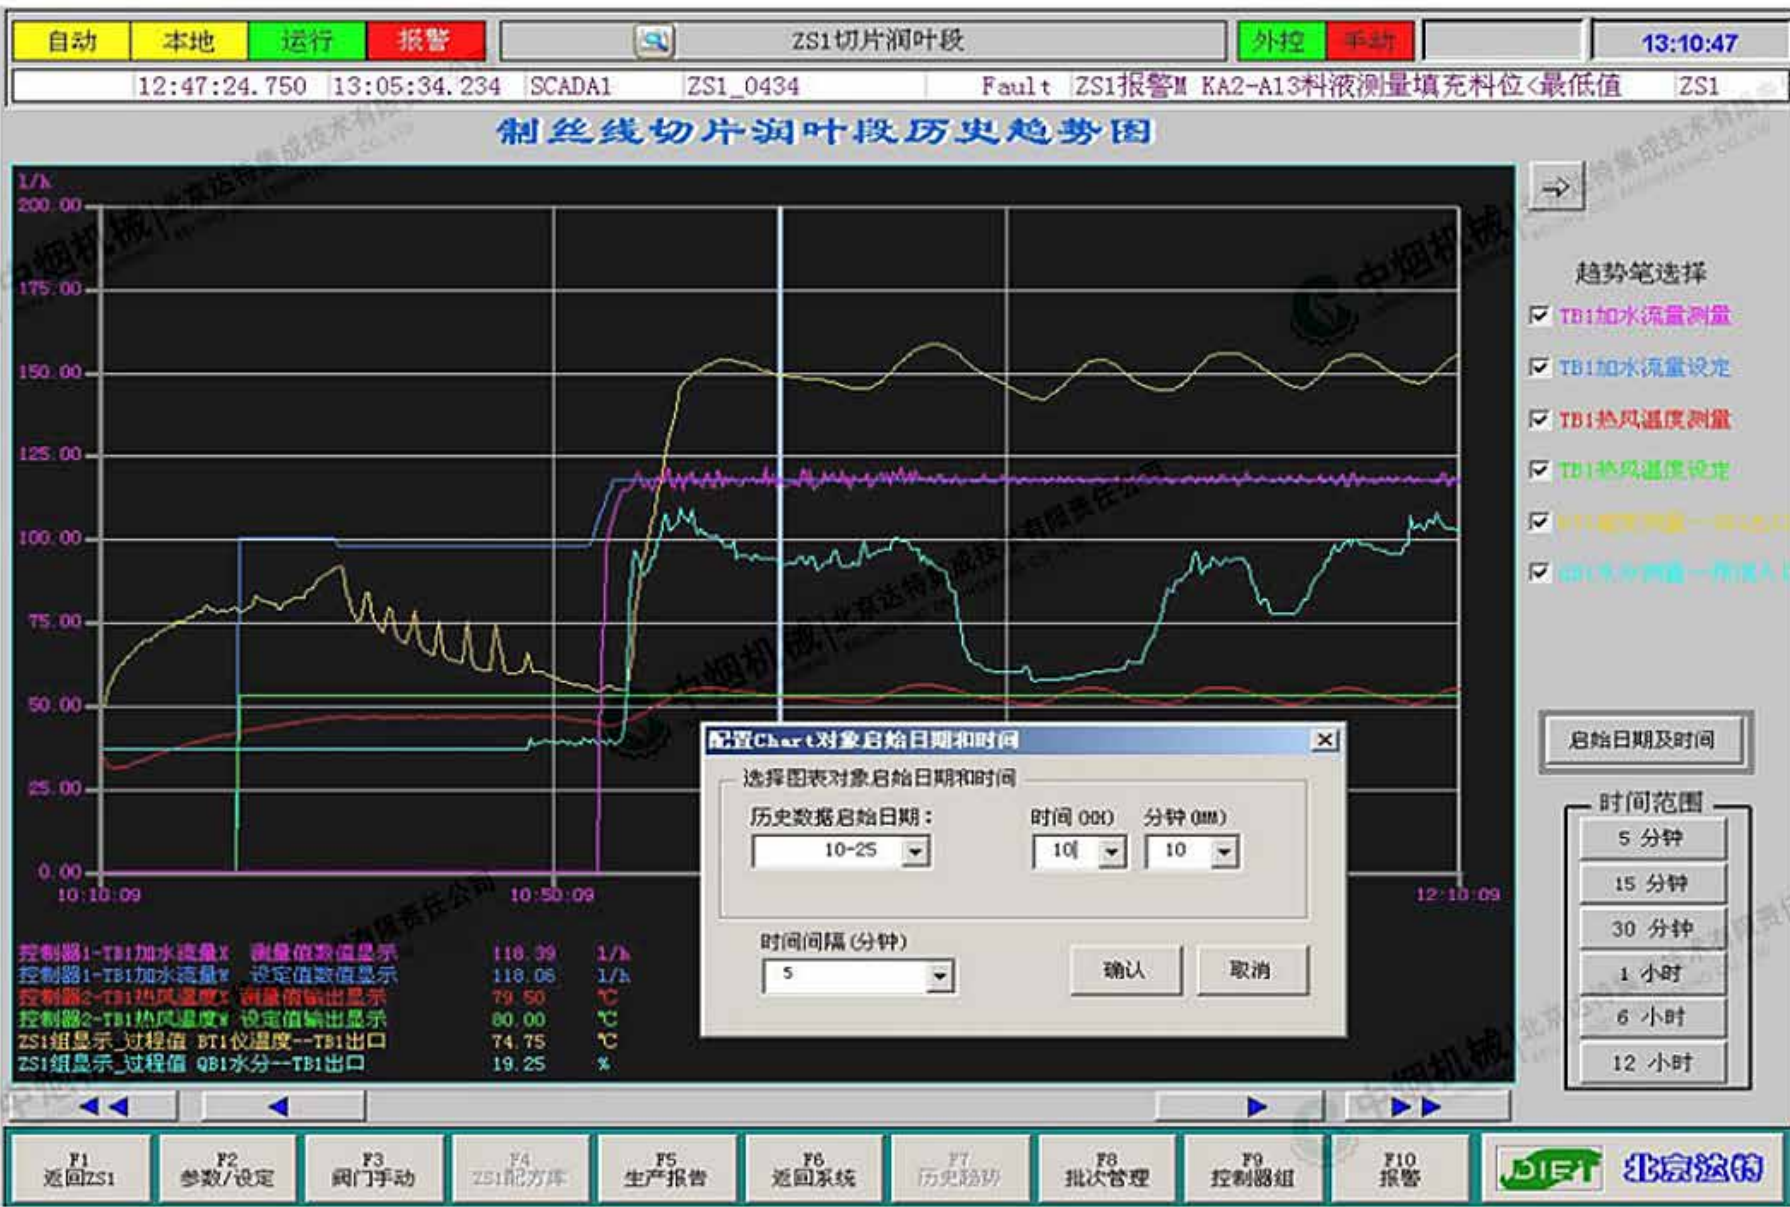 自动 本地 运行 报警 ZS1切片润叶段 外控 手动 13:10:47
12:47:24.750 13:05:34.234 SCADA1 ZS1_0434 Fault ZS1报警M KA2-A13料液测量填充料位<最低值 ZS1
制丝线切片润叶段历史趋势图
l/h
200.00
175.00
150.00
125.00
100.00
75.00
50.00
25.00
0.00
10:10:09 10:50:09 12:10:09
趋势笔选择
TB1加水流量测量
TB1加水流量设定
TB1热风温度测量
TB1热风温度设定
启始日期及时间
时间范围
5 分钟
15 分钟
30 分钟
1 小时
6 小时
12 小时
配置Chart对象启始日期和时间
选择图表对象启始日期和时间
历史数据启始日期: 时间(HH) 分钟(MM)
10-25 10 10
时间间隔(分钟)
5 确认 取消
控制器1-TB1加水流量X 测量值数值显示 118.39 l/h
控制器1-TB1加水流量W 设定值数值显示 118.06 l/h
控制器2-TB1热风温度X 测量值输出显示 79.50 ℃
控制器2-TB1热风温度W 设定值输出显示 80.00 ℃
ZS1组显示_过程值 BT1仪温度--TB1出口 74.75 ℃
ZS1组显示_过程值 QB1水分--TB1出口 19.25 %
F1 F2 F3 F4 F5 F6 F7 F8 F9 F10
返回ZS1 参数/设定 阀门手动 ZS1配方库 生产报告 返回系统 历史趋势 批次管理 控制器组 报警
DIET 北京达特
中烟机械 北京达特集成技术有限责任公司